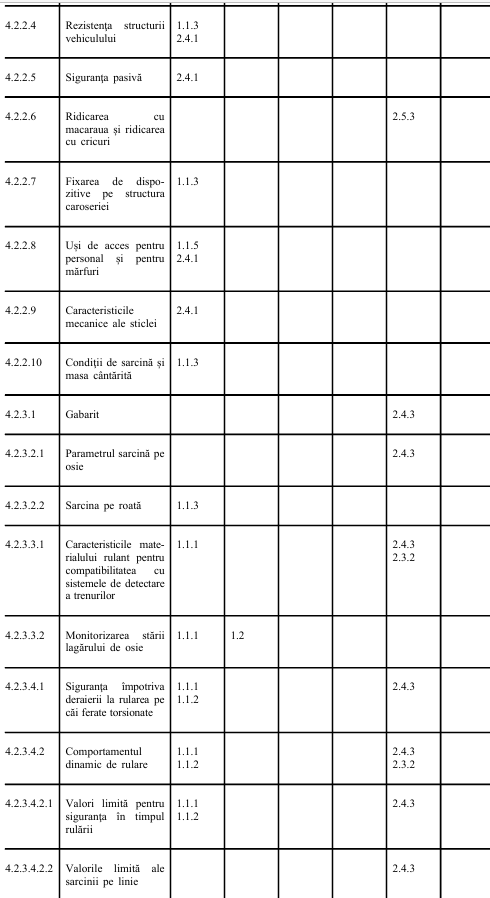 4.2.2.4 Rezistența structurii 1.1.3
vehiculului 2.4.1
4.2.2.5 Siguranța pasivă 2.4.1
4.2.2.6 Ridicarea cu 2.5.3
macaraua și ridicarea
cu cricuri
4.2.2.7 Fixarea de dispo- 1.1.3
zitive pe structura
caroseriei
4.2.2.8 Uși de acces pentru 1.1.5
personal și pentru 2.4.1
mărfuri
4.2.2.9 Caracteristicile 2.4.1
mecanice ale sticlei
4.2.2.10 Condiții de sarcină și 1.1.3
masa cântărită
4.2.3.1 Gabarit 2.4.3
4.2.3.2.1 Parametrul sarcină pe 2.4.3
osie
4.2.3.2.2 Sarcina pe roată 1.1.3
4.2.3.3.1 Caracteristicile mate- 1.1.1 2.4.3
rialului rulant pentru 2.3.2
compatibilitatea cu
sistemele de detectare
a trenurilor
4.2.3.3.2 Monitorizarea stării 1.1.1 1.2
lagărului de osie
4.2.3.4.1 Siguranța împotriva 1.1.1 2.4.3
deraierii la rularea pe 1.1.2
căi ferate torsionate
4.2.3.4.2 Comportamentul 1.1.1 2.4.3
dinamic de rulare 1.1.2 2.3.2
4.2.3.4.2.1 Valori limită pentru 1.1.1 2.4.3
siguranța în timpul 1.1.2
rulării
4.2.3.4.2.2 Valorile limită ale 2.4.3
sarcinii pe linie